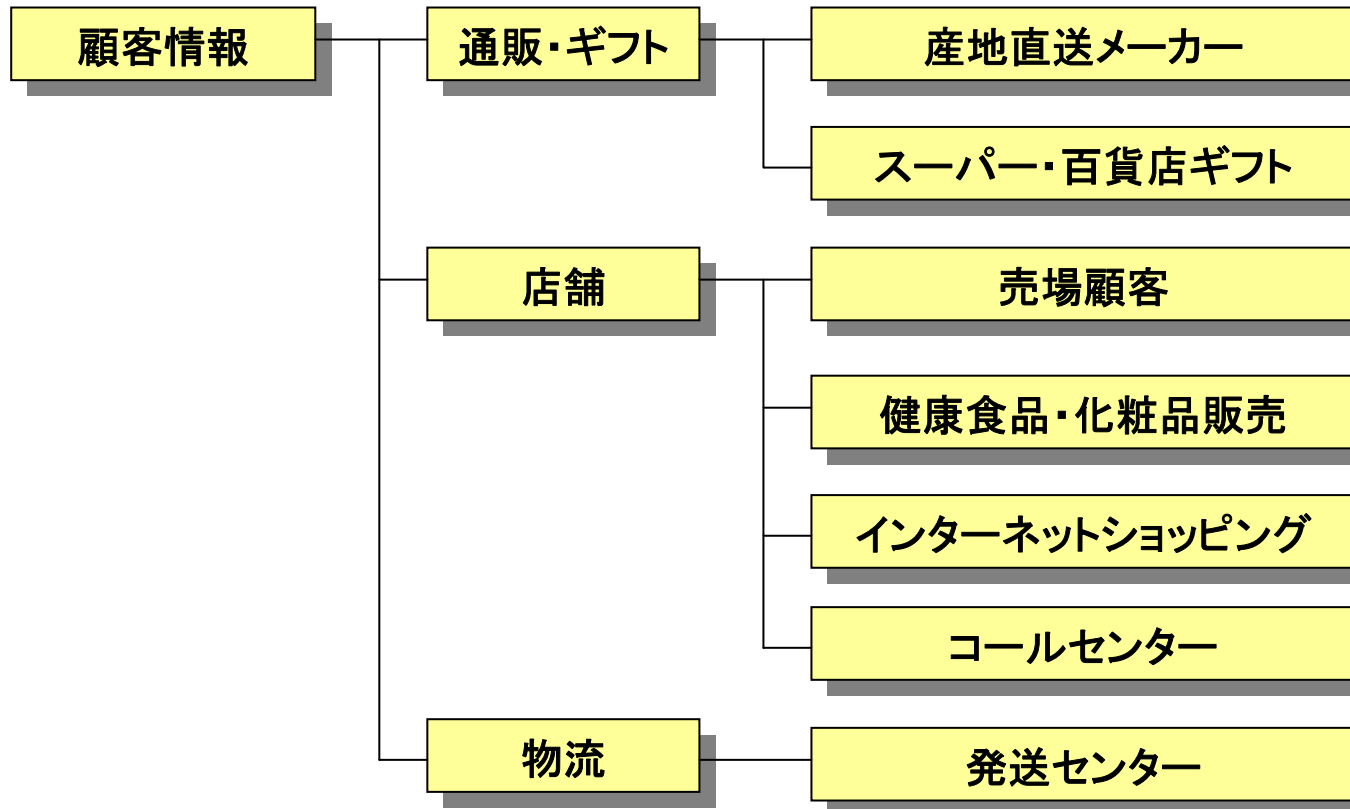 顧客情報
通販・ギフト
産地直送メーカー
スーパー・百貨店ギフト
店舗
売場顧客
健康食品・化粧品販売
インターネットショッピング
コールセンター
物流
発送センター